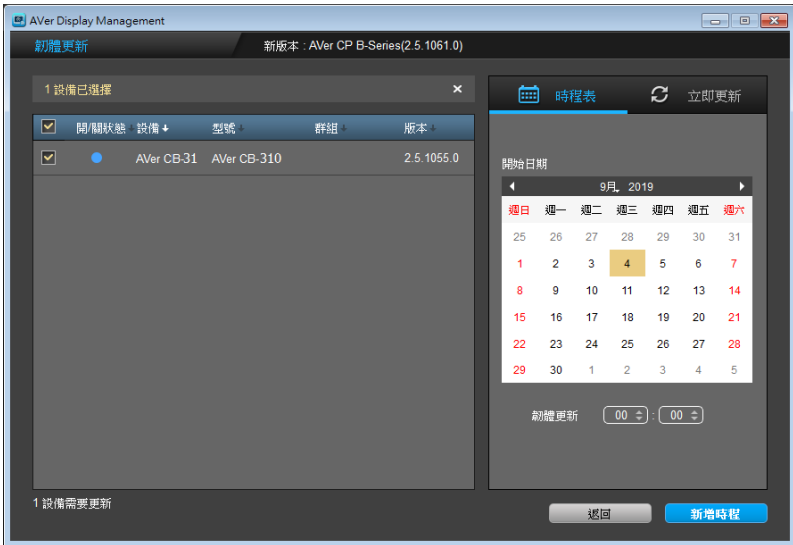 AVer Display Management
韌體更新
新版本 : AVer CP B-Series(2.5.1061.0)
1 設備已選擇
時程表
立即更新
開/關狀態 設備 型號 群組 版本
AVer CB-31 AVer CB-310 2.5.1055.0
開始日期
9月, 2019
週日 週一 週二 週三 週四 週五 週六
25 26 27 28 29 30 31
1 2 3 4 5 6 7
8 9 10 11 12 13 14
15 16 17 18 19 20 21
22 23 24 25 26 27 28
29 30 1 2 3 4 5
韌體更新 00 : 00
1 設備需要更新
返回
新增時程